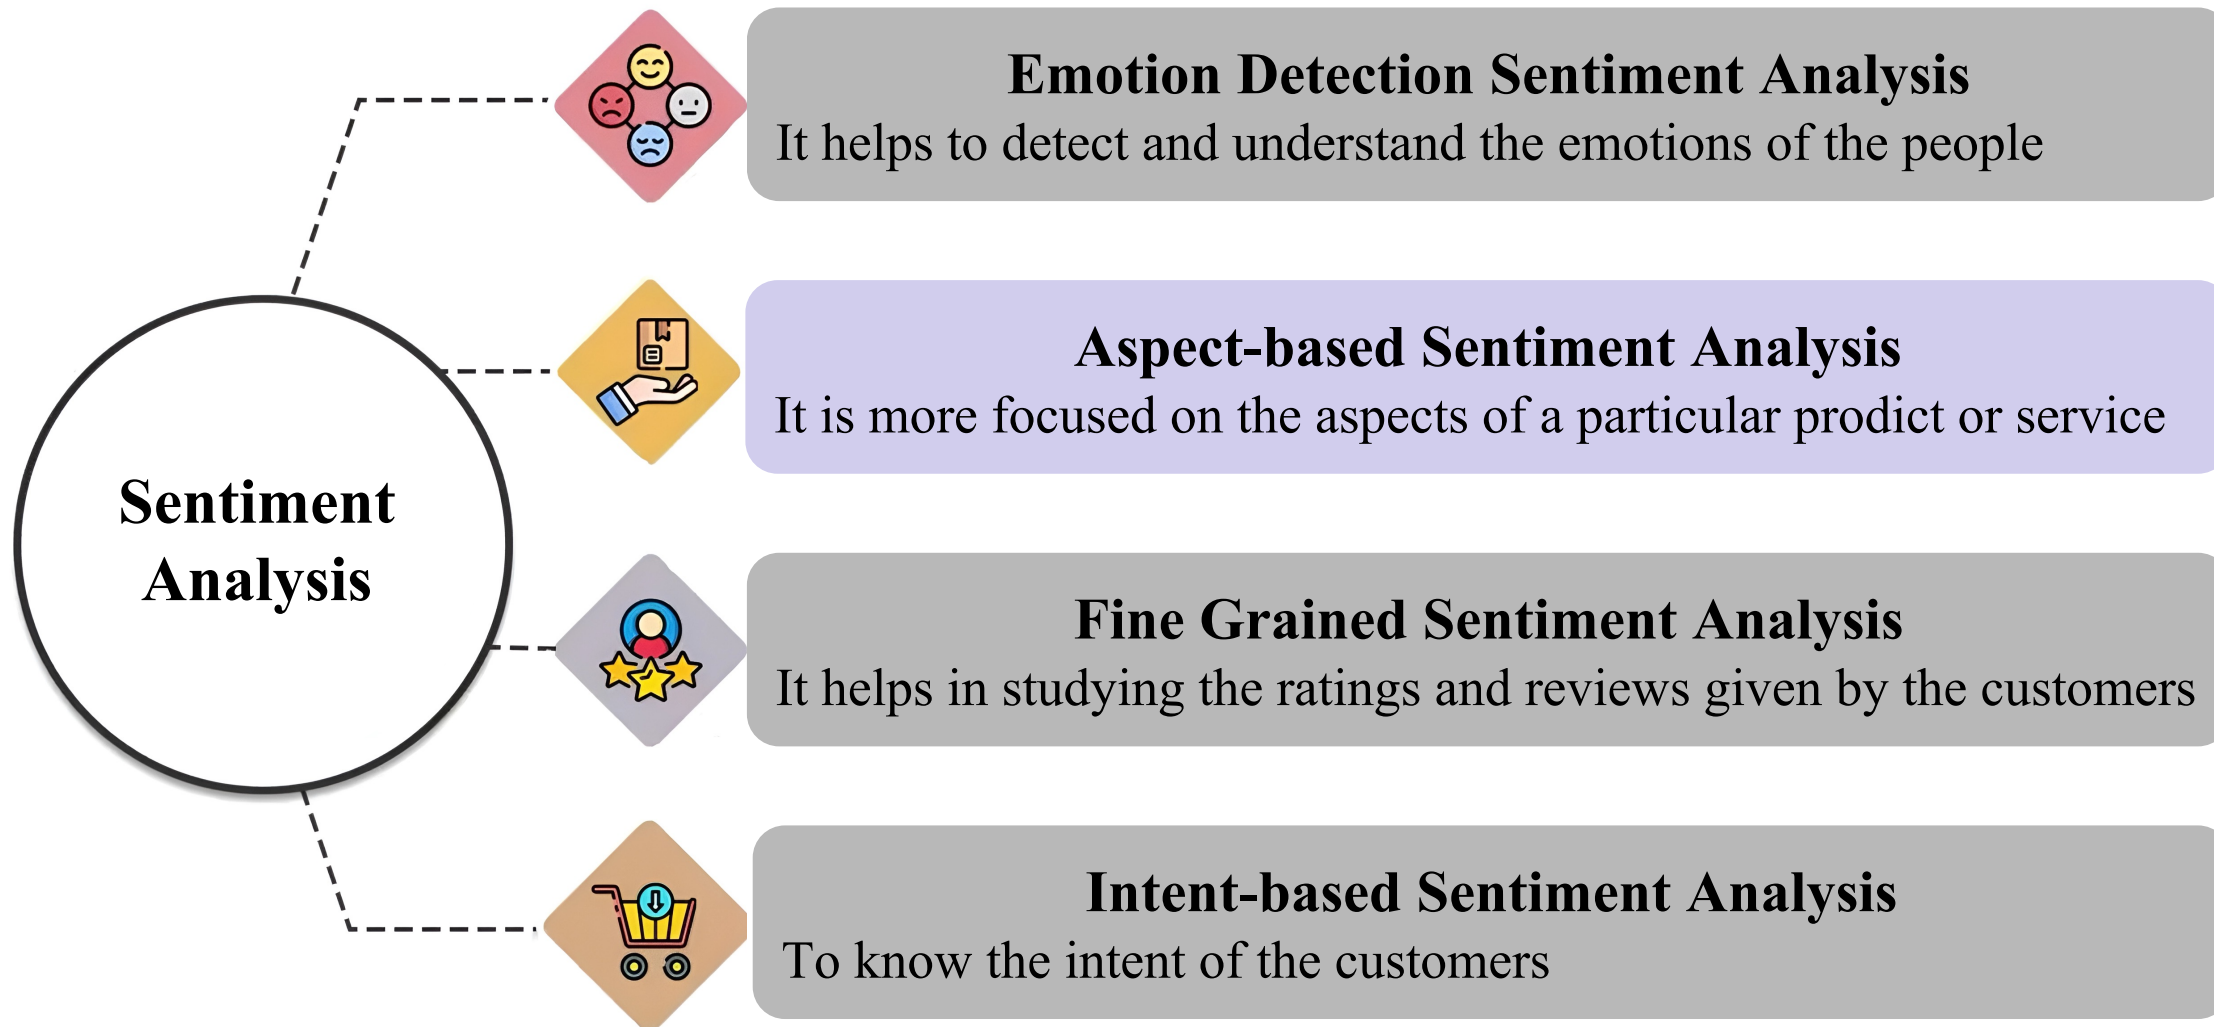 Emotion Detection Sentiment Analysis
It helps to detect and understand the emotions of the people
Aspect-based Sentiment Analysis
It is more focused on the aspects of a particular prodict or service
Sentiment
Analysis
Fine Grained Sentiment Analysis
It helps in studying the ratings and reviews given by the customers
Intent-based Sentiment Analysis
To know the intent of the customers